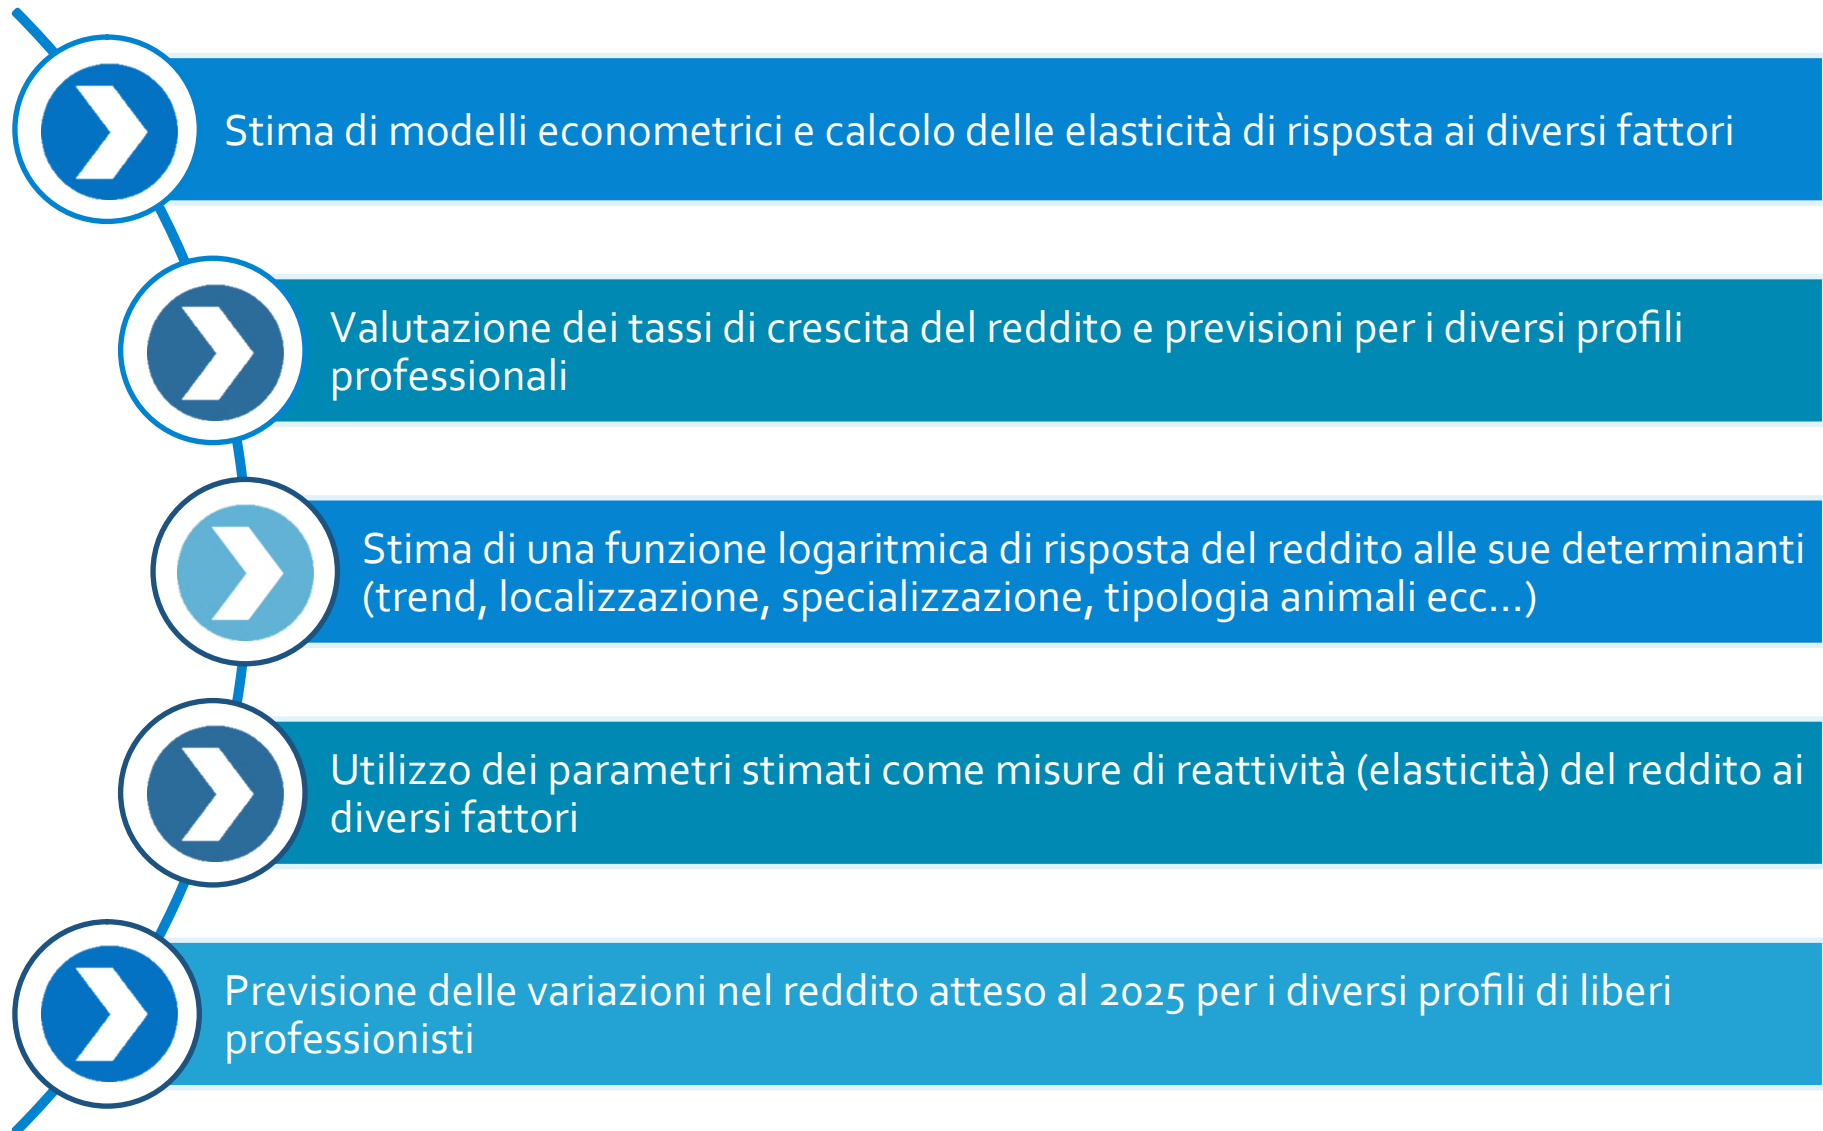 Stima di modelli econometrici e calcolo delle elasticità di risposta ai diversi fattori
Valutazione dei tassi di crescita del reddito e previsioni per i diversi profili
professionali
Stima di una funzione logaritmica di risposta del reddito alle sue determinanti
(trend, localizzazione, specializzazione, tipologia animali ecc...)
Utilizzo dei parametri stimati come misure di reattività (elasticità) del reddito ai
diversi fattori
Previsione delle variazioni nel reddito atteso al 2025 per i diversi profili di liberi
professionisti